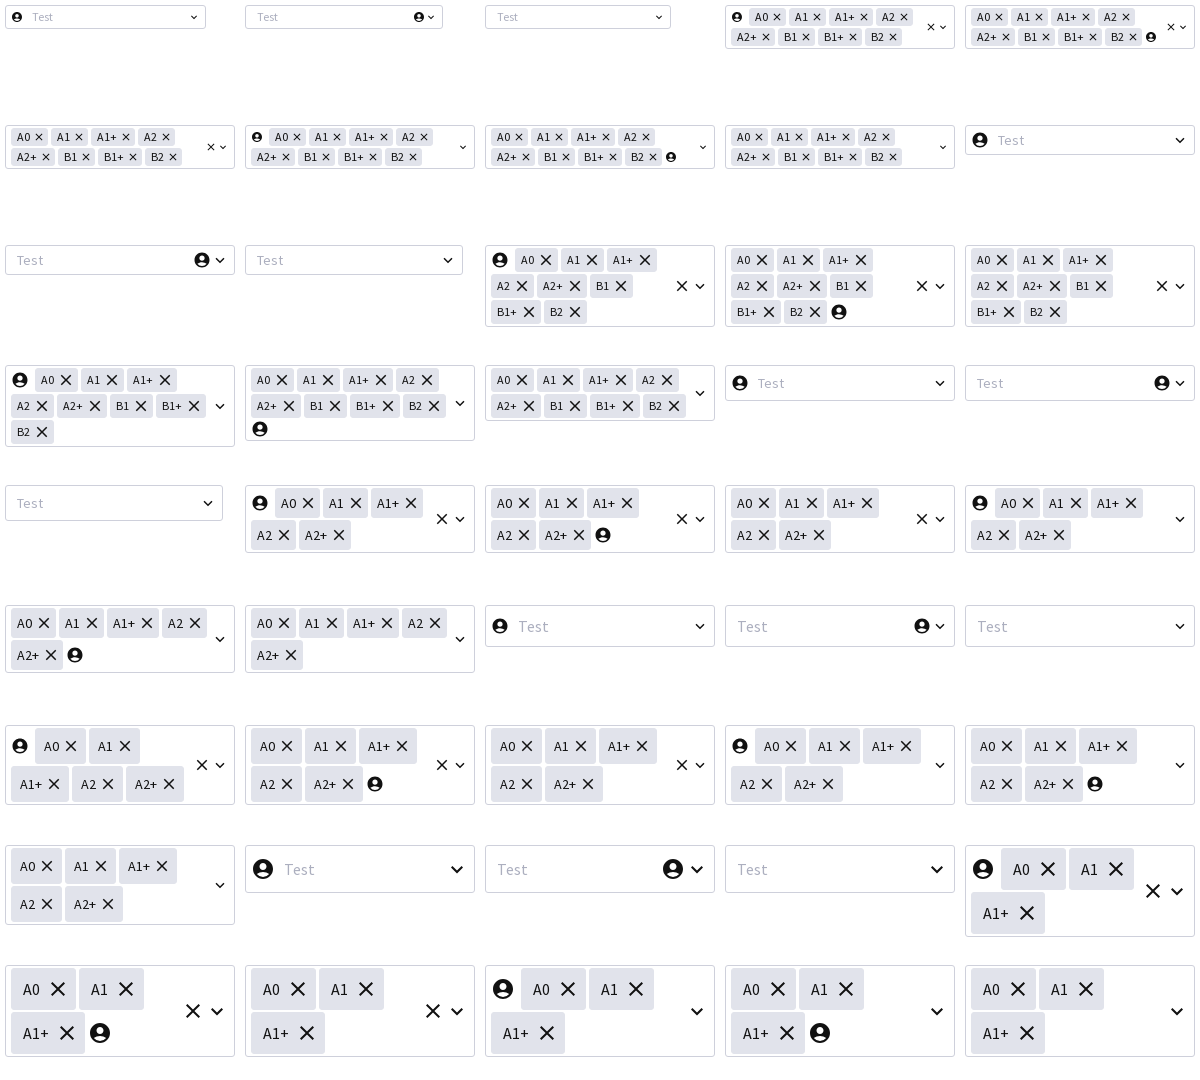 Test
Test
Test
A0 A1 A1+ A2
A2+ B1 B1+ B2
A0 A1 A1+ A2
A2+ B1 B1+ B2
A0 A1 A1+ A2
A2+ B1 B1+ B2
A0 A1 A1+ A2
A2+ B1 B1+ B2
A0 A1 A1+ A2
A2+ B1 B1+ B2
A0 A1 A1+ A2
A2+ B1 B1+ B2
Test
Test
Test
A0 A1 A1+
A2 A2+ B1
B1+ B2
A0 A1 A1+
A2 A2+ B1
B1+ B2
A0 A1 A1+
A2 A2+ B1
B1+ B2
A0 A1 A1+
A2 A2+ B1 B1+
B2
A0 A1 A1+ A2
A2+ B1 B1+ B2
A0 A1 A1+ A2
A2+ B1 B1+ B2
Test
Test
Test
A0 A1 A1+
A2 A2+
A0 A1 A1+
A2 A2+
A0 A1 A1+
A2 A2+
A0 A1 A1+
A2 A2+
A0 A1 A1+ A2
A2+
A0 A1 A1+ A2
A2+
Test
Test
Test
A0 A1
A1+ A2 A2+
A0 A1 A1+
A2 A2+
A0 A1 A1+
A2 A2+
A0 A1 A1+
A2 A2+
A0 A1 A1+
A2 A2+
A0 A1 A1+
A2 A2+
Test
Test
Test
A0 A1
A1+
A0 A1
A1+
A0 A1
A1+
A0 A1
A1+
A0 A1
A1+
A0 A1
A1+